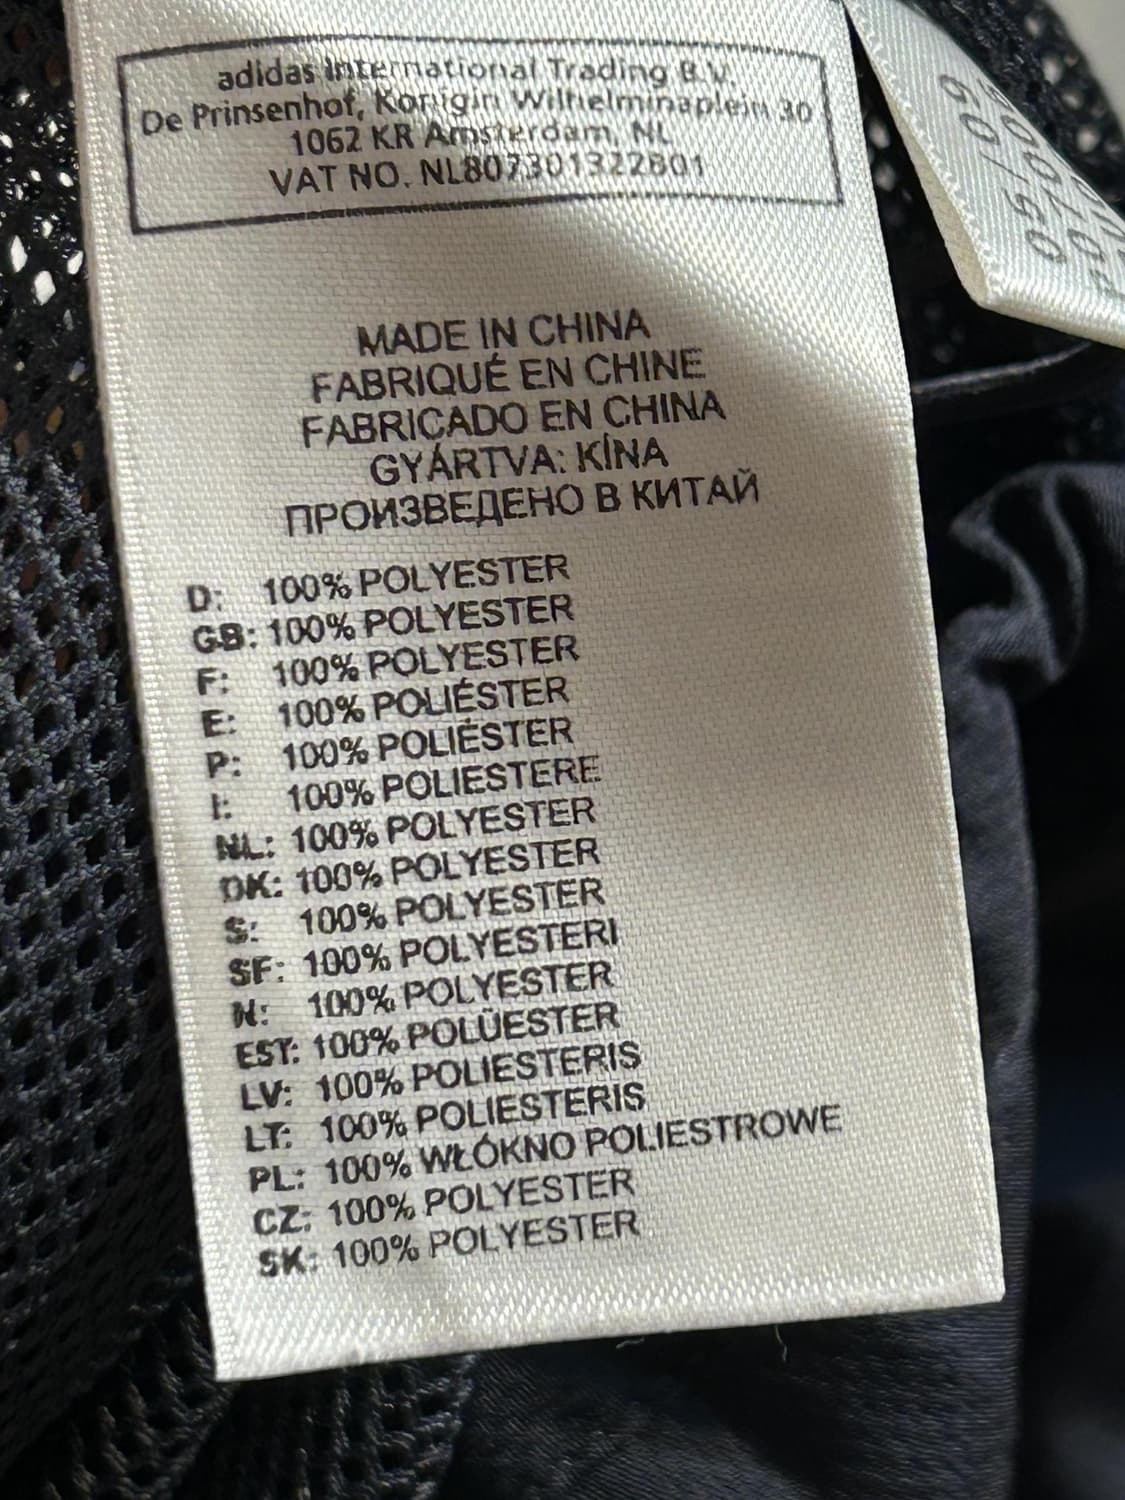 adidas International Trading B.V.
De Prinsenhof, Konigin Wilhelminaplein 30
1062 KR Amsterdam, NL
VAT NO. NL807301322B01
MADE IN CHINA
FABRIQUÉ EN CHINE
FABRICADO EN CHINA
GYÁRTVA: KÍNA
ПРОИЗВЕДЕНО В КИТАЙ
D: 100% POLYESTER
GB: 100% POLYESTER
F: 100% POLYESTER
E: 100% POLIÉSTER
P: 100% POLIÉSTER
I: 100% POLIESTERE
NL: 100% POLYESTER
DK: 100% POLYESTER
S: 100% POLYESTER
SF: 100% POLYESTERI
N: 100% POLYESTER
EST: 100% POLÜESTER
LV: 100% POLIESTERIS
LT: 100% POLIESTERIS
PL: 100% WŁÓKNO POLIESTROWE
CZ: 100% POLYESTER
SK: 100% POLYESTER
05/09